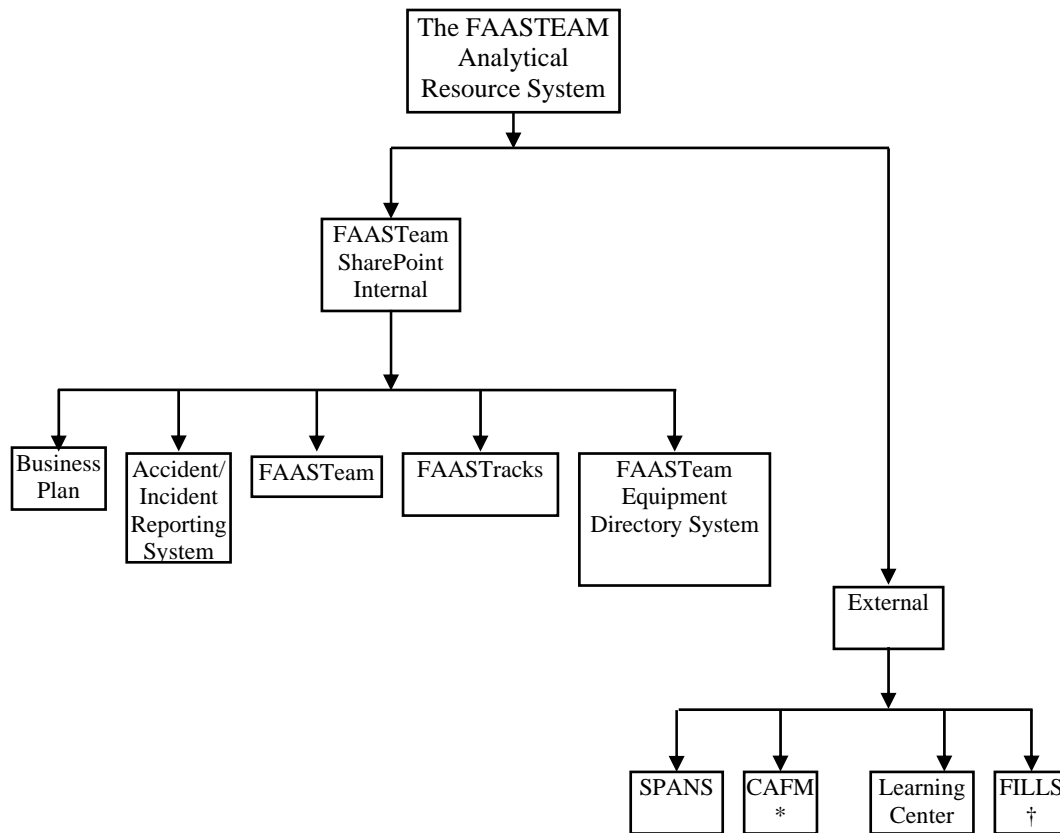 The FAASTEAM
Analytical
Resource System
FAASTeam
SharePoint
Internal
Business
Plan
Accident/
Incident
Reporting
System
FAASTeam
FAASTracks
FAASTeam
Equipment
Directory System
External
SPANS
CAFM
*
Learning
Center
FILLS
†